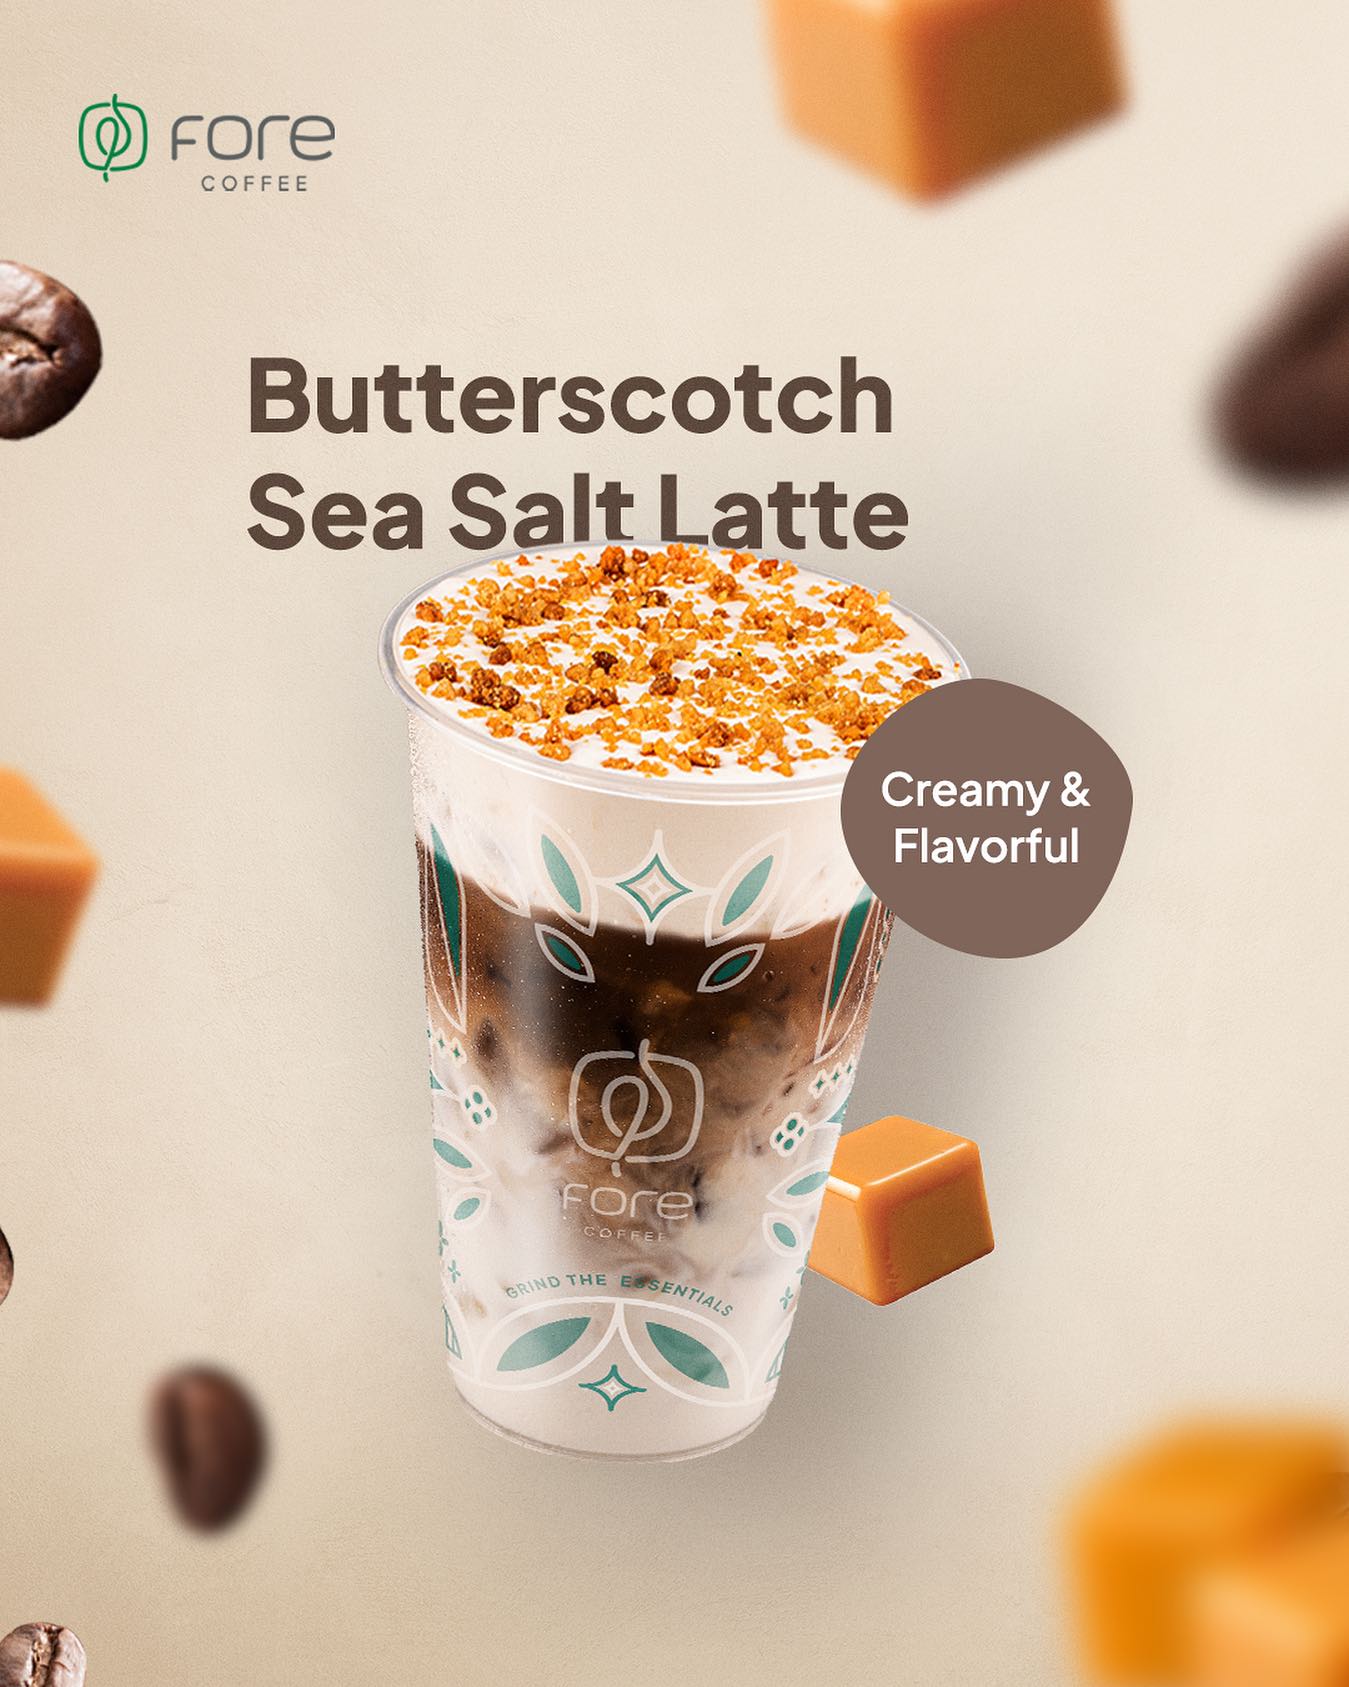 fore
COFFEE
Butterscotch
Sea Salt Latte
Creamy &
Flavorful
fore
COFFEE
GRIND THE ESSENTIALS